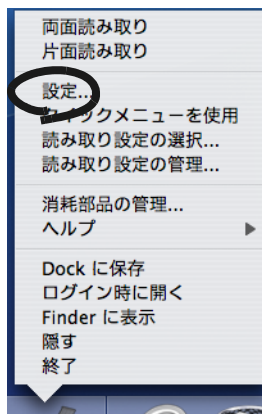 両面読み取り
片面読み取り
設定...
クイックメニューを使用
読み取り設定の選択...
読み取り設定の管理...
消耗部品の管理...
ヘルプ
Dock に保存
ログイン時に開く
Finder に表示
隠す
終了